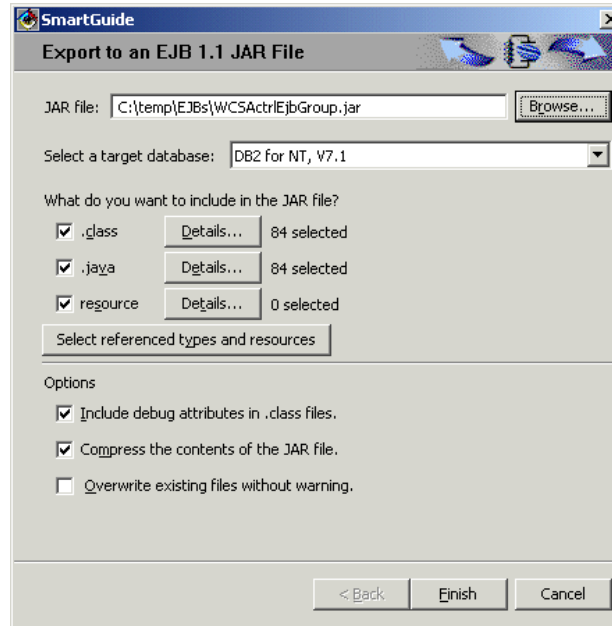 SmartGuide
Export to an EJB 1.1 JAR File
JAR file: C:\temp\EJBs\WCSActrlEjbGroup.jar Browse...
Select a target database: DB2 for NT, V7.1
What do you want to include in the JAR file?
.class Details... 84 selected
.java Details... 84 selected
resource Details... 0 selected
Select referenced types and resources
Options
Include debug attributes in .class files.
Compress the contents of the JAR file.
Overwrite existing files without warning.
< Back Finish Cancel